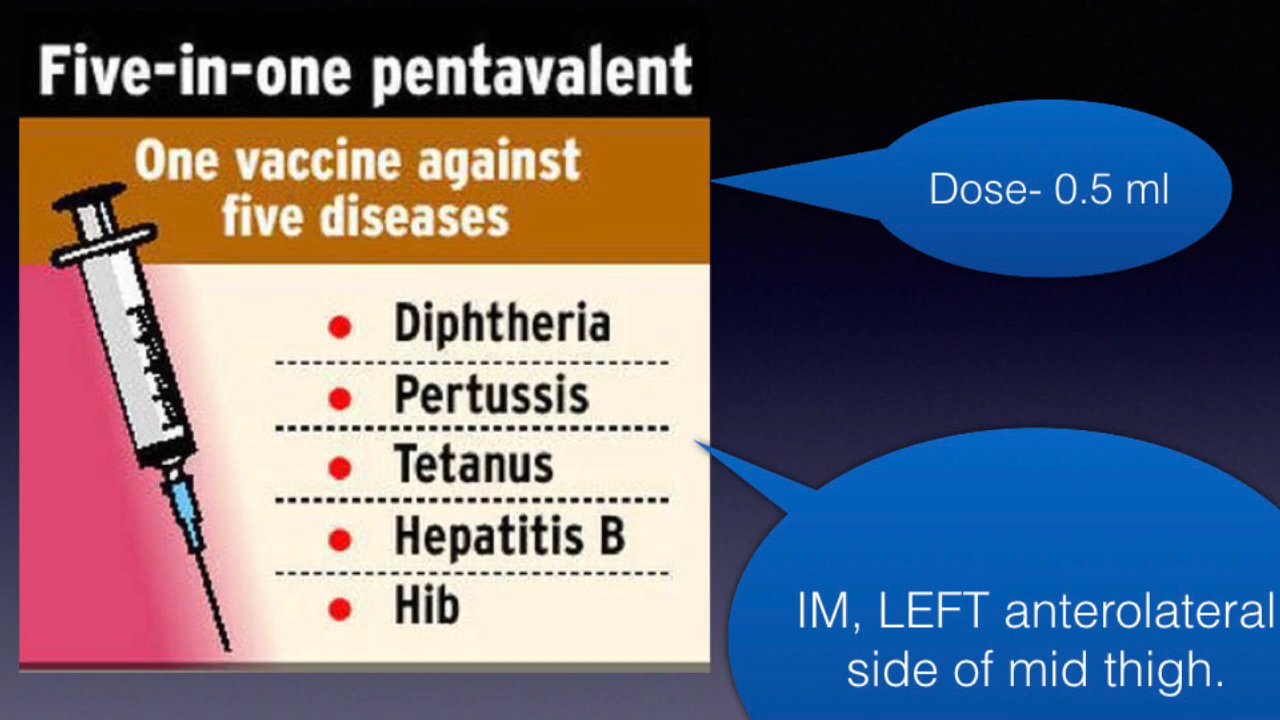 Five-in-one pentavalent
One vaccine against
five diseases
Diphtheria
Pertussis
Tetanus
Hepatitis B
Hib
Dose- 0.5 ml
IM, LEFT anterolateral
side of mid thigh.